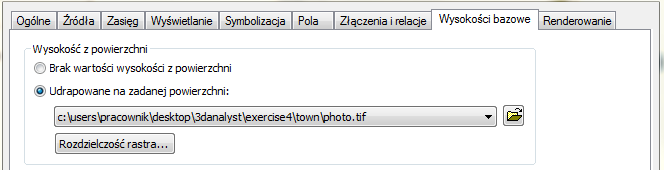 Ogólne Źródła Zasięg Wyświetlanie Symbolizacja Pola Złączenia i relacje Wysokości bazowe Renderowanie
Wysokość z powierzchni
Brak wartości wysokości z powierzchni
Udrapowane na zadanej powierzchni:
c:\users\pracownik\desktop\3danalyst\exercise4\town\photo.tif
Rozdzielczość rastra...